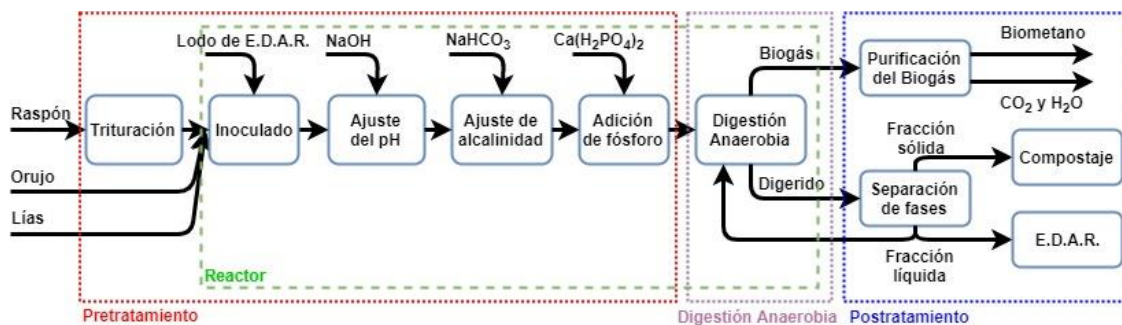 Lodo de E.D.A.R.
NaOH
NaHCO3
Ca(H2PO4)2
Biogás
Purificación
del Biogás
Biometano
CO2 y H2O
Raspón
Trituración
Inoculado
Ajuste
del pH
Ajuste de
alcalinidad
Adición
de fósforo
Digestión
Anaerobia
Fracción
sólida
Compostaje
Orujo
Digerido
Separación
de fases
Lías
E.D.A.R.
Fracción
líquida
Reactor
Pretratamiento
Digestión Anaerobia
Postratamiento